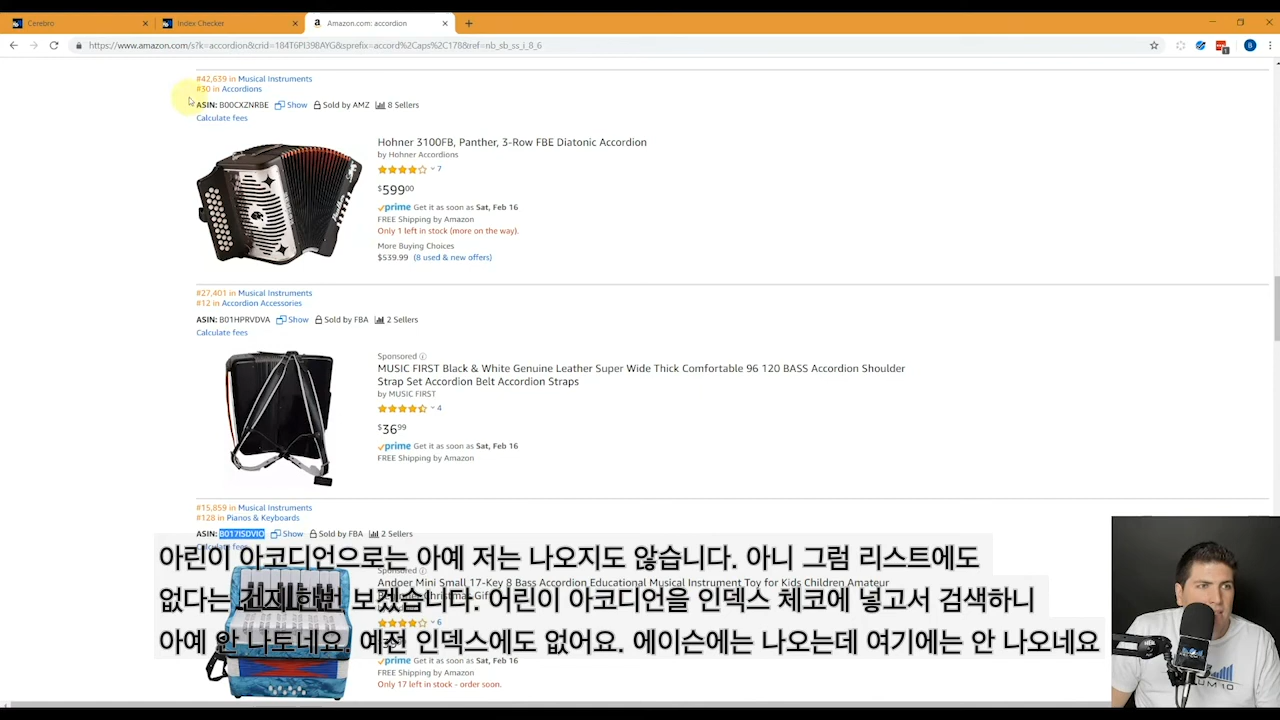 Cerebro
Index Checker
Amazon.com: accordion
https://www.amazon.com/s?k=accordion&crid=184T6PI39BAYG&sprefix=accord%2Caps%2C178&ref=nb_sb_ss_i_8_6
#42,639 in Musical Instruments
#30 in Accordions
ASIN: B00CXZNRBE Show Sold by AMZ 8 Sellers
Calculate fees
Hohner 3100FB, Panther, 3-Row FBE Diatonic Accordion
by Hohner Accordions
7
$59900
prime Get it as soon as Sat, Feb 16
FREE Shipping by Amazon
Only 1 left in stock (more on the way).
More Buying Choices
$539.99 (8 used & new offers)
#27,401 in Musical Instruments
#12 in Accordion Accessories
ASIN: B01HPRVDVA Show Sold by FBA 2 Sellers
Calculate fees
Sponsored
MUSIC FIRST Black & White Genuine Leather Super Wide Thick Comfortable 96 120 BASS Accordion Shoulder
Strap Set Accordion Belt Accordion Straps
by MUSIC FIRST
4
$3699
prime Get it as soon as Sat, Feb 16
FREE Shipping by Amazon
#15,859 in Musical Instruments
#128 in Pianos & Keyboards
ASIN: B017ISDVIO Show Sold by FBA 2 Sellers
아린이 아코디언으로는 아예 저는 나오지도 않습니다. 아니 그럼 리스트에도
Sponsored
Andoer Mini Small 17-Key 8 Bass Accordion Educational Musical Instrument Toy for Kids Children Amateur
Christmas Gift
없다는 건지 한번 보겠습니다. 어린이 아코디언을 인덱스 체코에 넣고서 검색하니
6
아예 안 나토네요. 예전 인덱스에도 없어요. 에이슨에는 나오는데 여기에는 안 나오네요
prime Get it as soon as Sat, Feb 16
FREE Shipping by Amazon
Only 17 left in stock - order soon.
UM 10